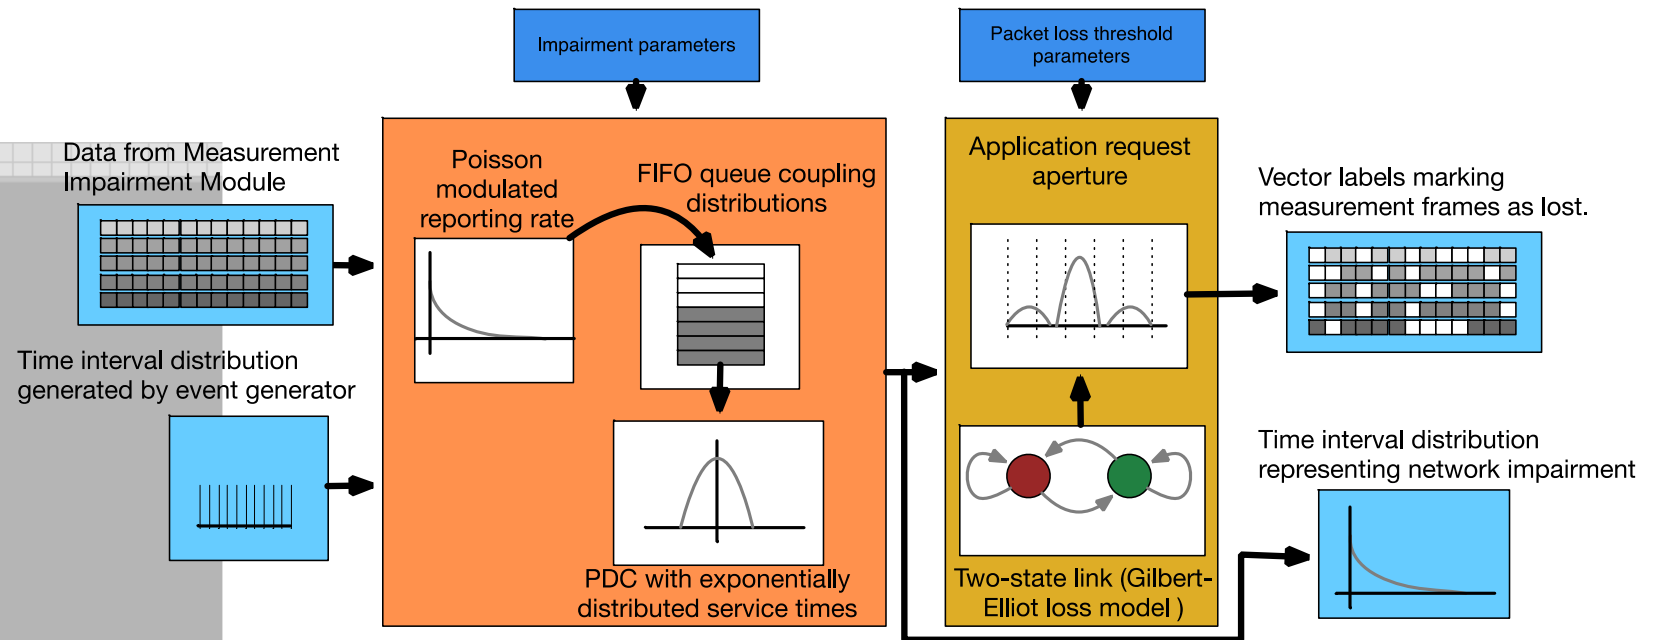 Impairment parameters
Packet loss threshold
parameters
Data from Measurement
Impairment Module
Poisson
modulated
reporting rate
FIFO queue coupling
distributions
Application request
aperture
Vector labels marking
measurement frames as lost.
Time interval distribution
generated by event generator
Time interval distribution
representing network impairment
PDC with exponentially
distributed service times
Two-state link (Gilbert-
Elliot loss model )